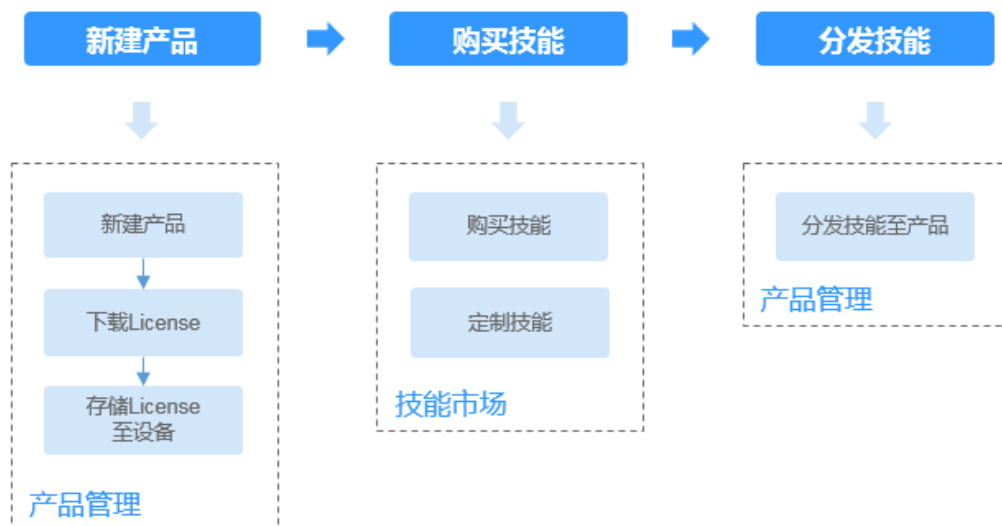 新建产品
购买技能
分发技能
新建产品
下载License
存储License
至设备
产品管理
购买技能
定制技能
技能市场
分发技能至产品
产品管理